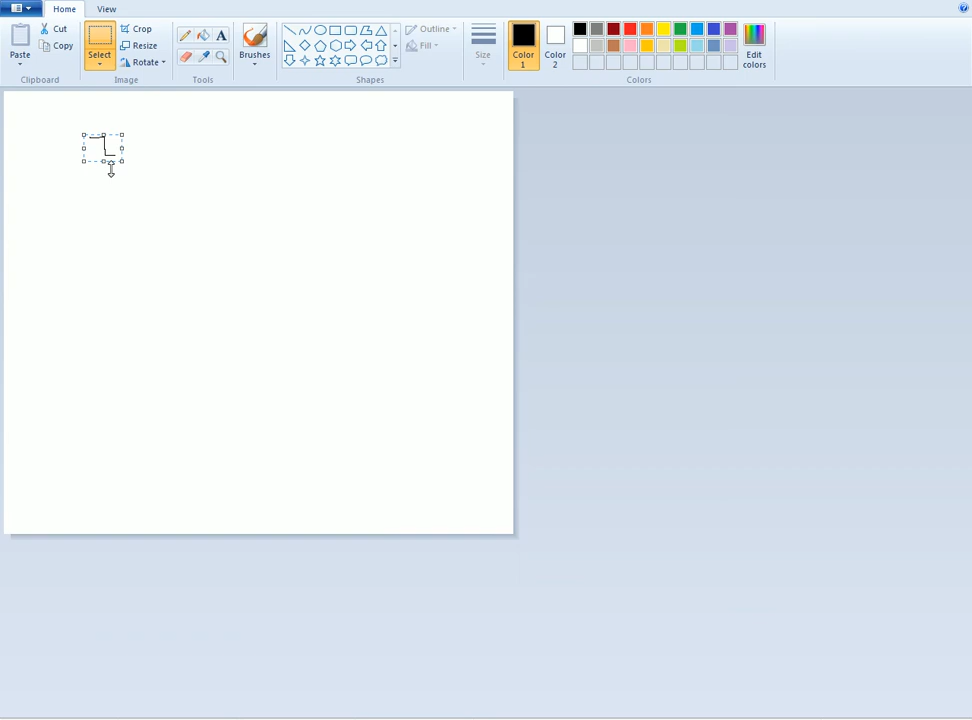 Home View
Paste
Cut
Copy
Clipboard
Select
Crop
Resize
Rotate
Image
A
Tools
Brushes
Outline
Fill
Shapes
Size
Color
1
Color
2
Edit
colors
Colors